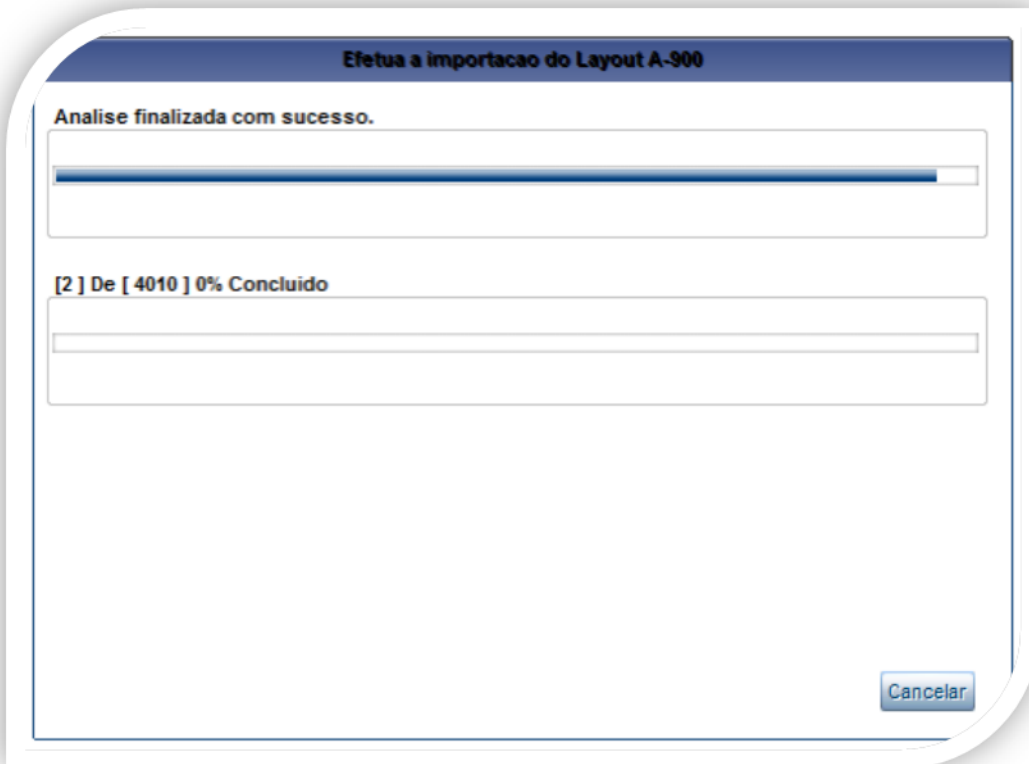 Efetua a importacao do Layout A-900
Analise finalizada com sucesso.
[2 ] De [ 4010 ] 0% Concluido
Cancelar